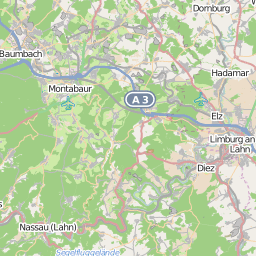 Dornburg
Baumbach
Hadamar
Montabaur
A 3
Elz
Limburg an
Lahn
Diez
s
Nassau (Lahn)
Segelfluggelände